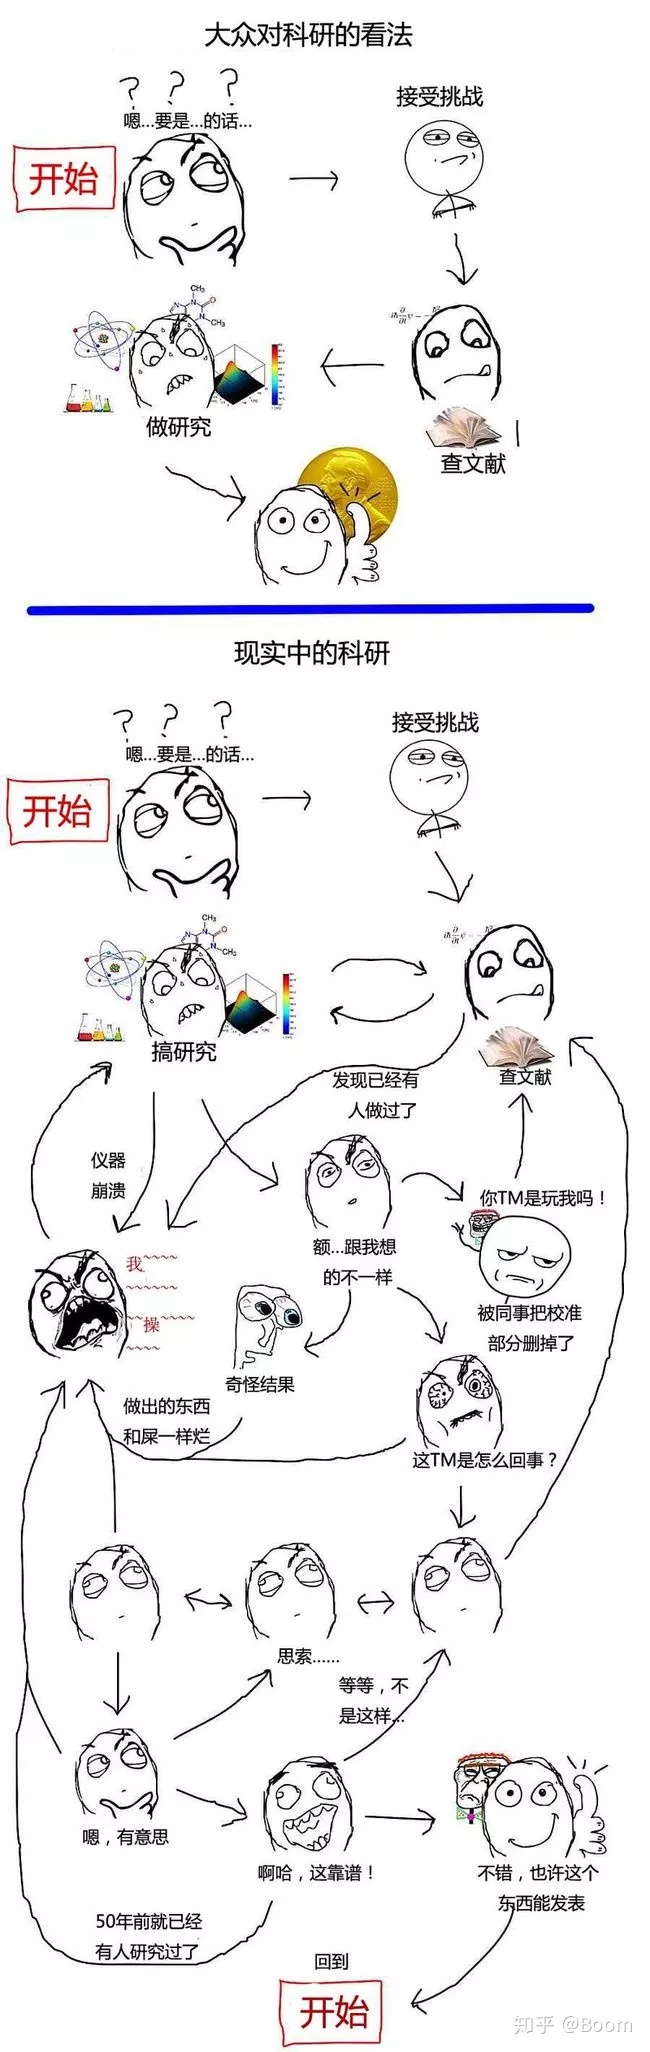 大众对科研的看法
? ? ?
嗯...要是...的话...
接受挑战
开始
CH₃
CH₃
做研究
查文献
现实中的科研
? ? ?
嗯...要是...的话...
接受挑战
开始
CH₃
CH₃
搞研究
查文献
发现已经有
人做过了
仪器
崩溃
你TM是玩我吗！
额...跟我想
的不一样
我~~~~
~~~~~~
~操~~~~
~~~~
被同事把校准
部分删掉了
奇怪结果
做出的东西
和屎一样烂
这TM是怎么回事？
思索......
等等，不
是这样...
嗯，有意思
啊哈，这靠谱！
不错，也许这个
东西能发表
50年前就已经
有人研究过了
回到
开始
知乎 @Boom